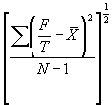 [ ∑(F/T − X̄)² / N − 1 ]^1/2